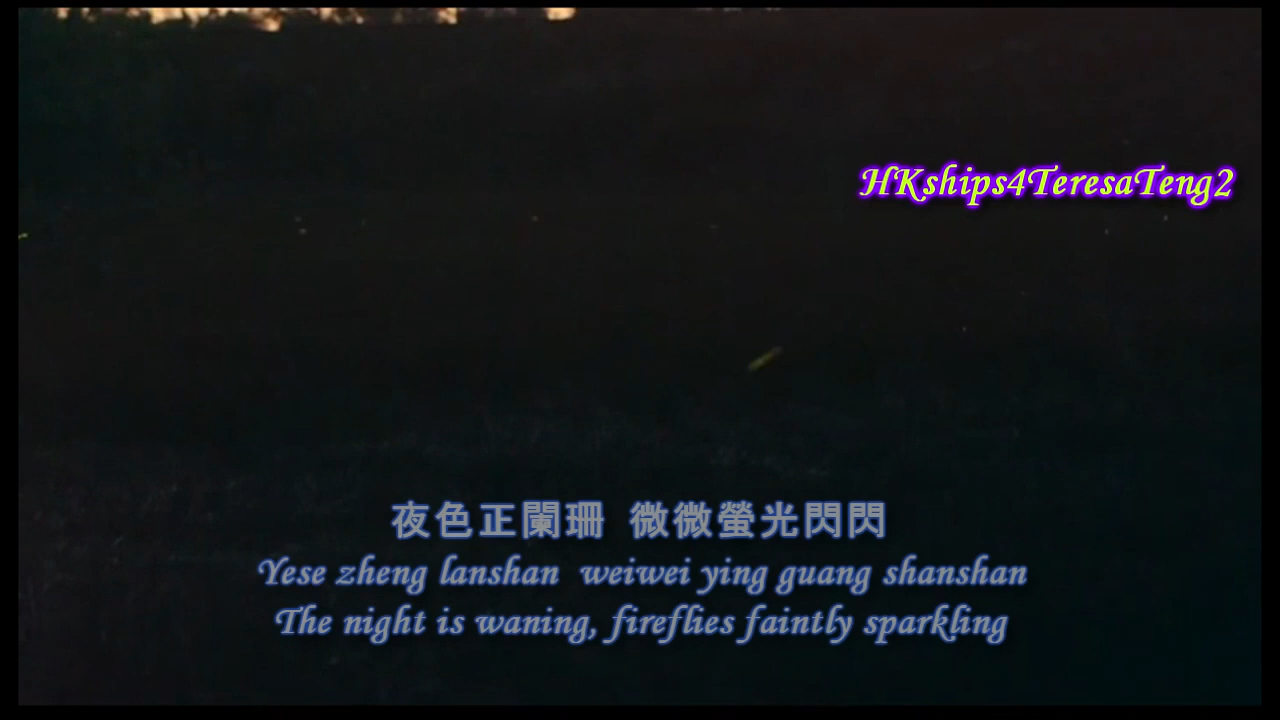 HKships4TeresaTeng2
夜色正闌珊 微微螢光閃閃
Yese zheng lanshan weiwei ying guang shanshan
The night is waning, fireflies faintly sparkling